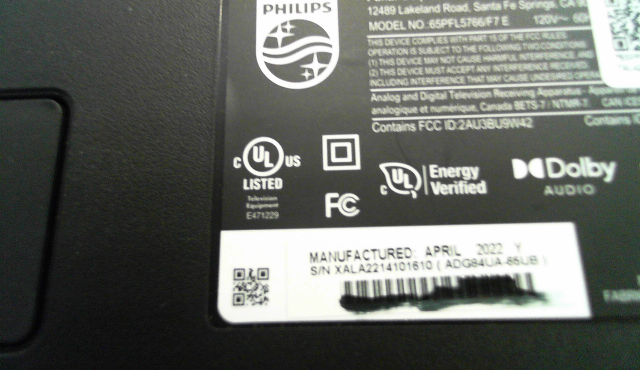 PHILIPS
12489 Lakeland Road, Santa Fe Springs, CA
MODEL NO. 65PFL5766/F7 E 120V~
THIS DEVICE COMPLIES WITH PART 15 OF THE FCC RULES.
OPERATION IS SUBJECT TO THE FOLLOWING TWO CONDITIONS:
(1) THIS DEVICE MAY NOT CAUSE HARMFUL
(2) THIS DEVICE MUST ACCEPT ANY INTERFERENCE
INCLUDING INTERFERENCE THAT MAY CAUSE UNDESIRED
Analog and Digital Television Receiving Apparatus
analogique et numérique, Canada BETS-7 / NTMR-7
Contains FCC ID:2AU3BU9W42
Contains
C UL US
LISTED
Television
Equipment
E471229
FC
C UL Energy
Verified
Dolby
AUDIO
MANUFACTURED: APRIL 2022 Y
S/N XALA2214101610 ( ADG84UA-65UB )